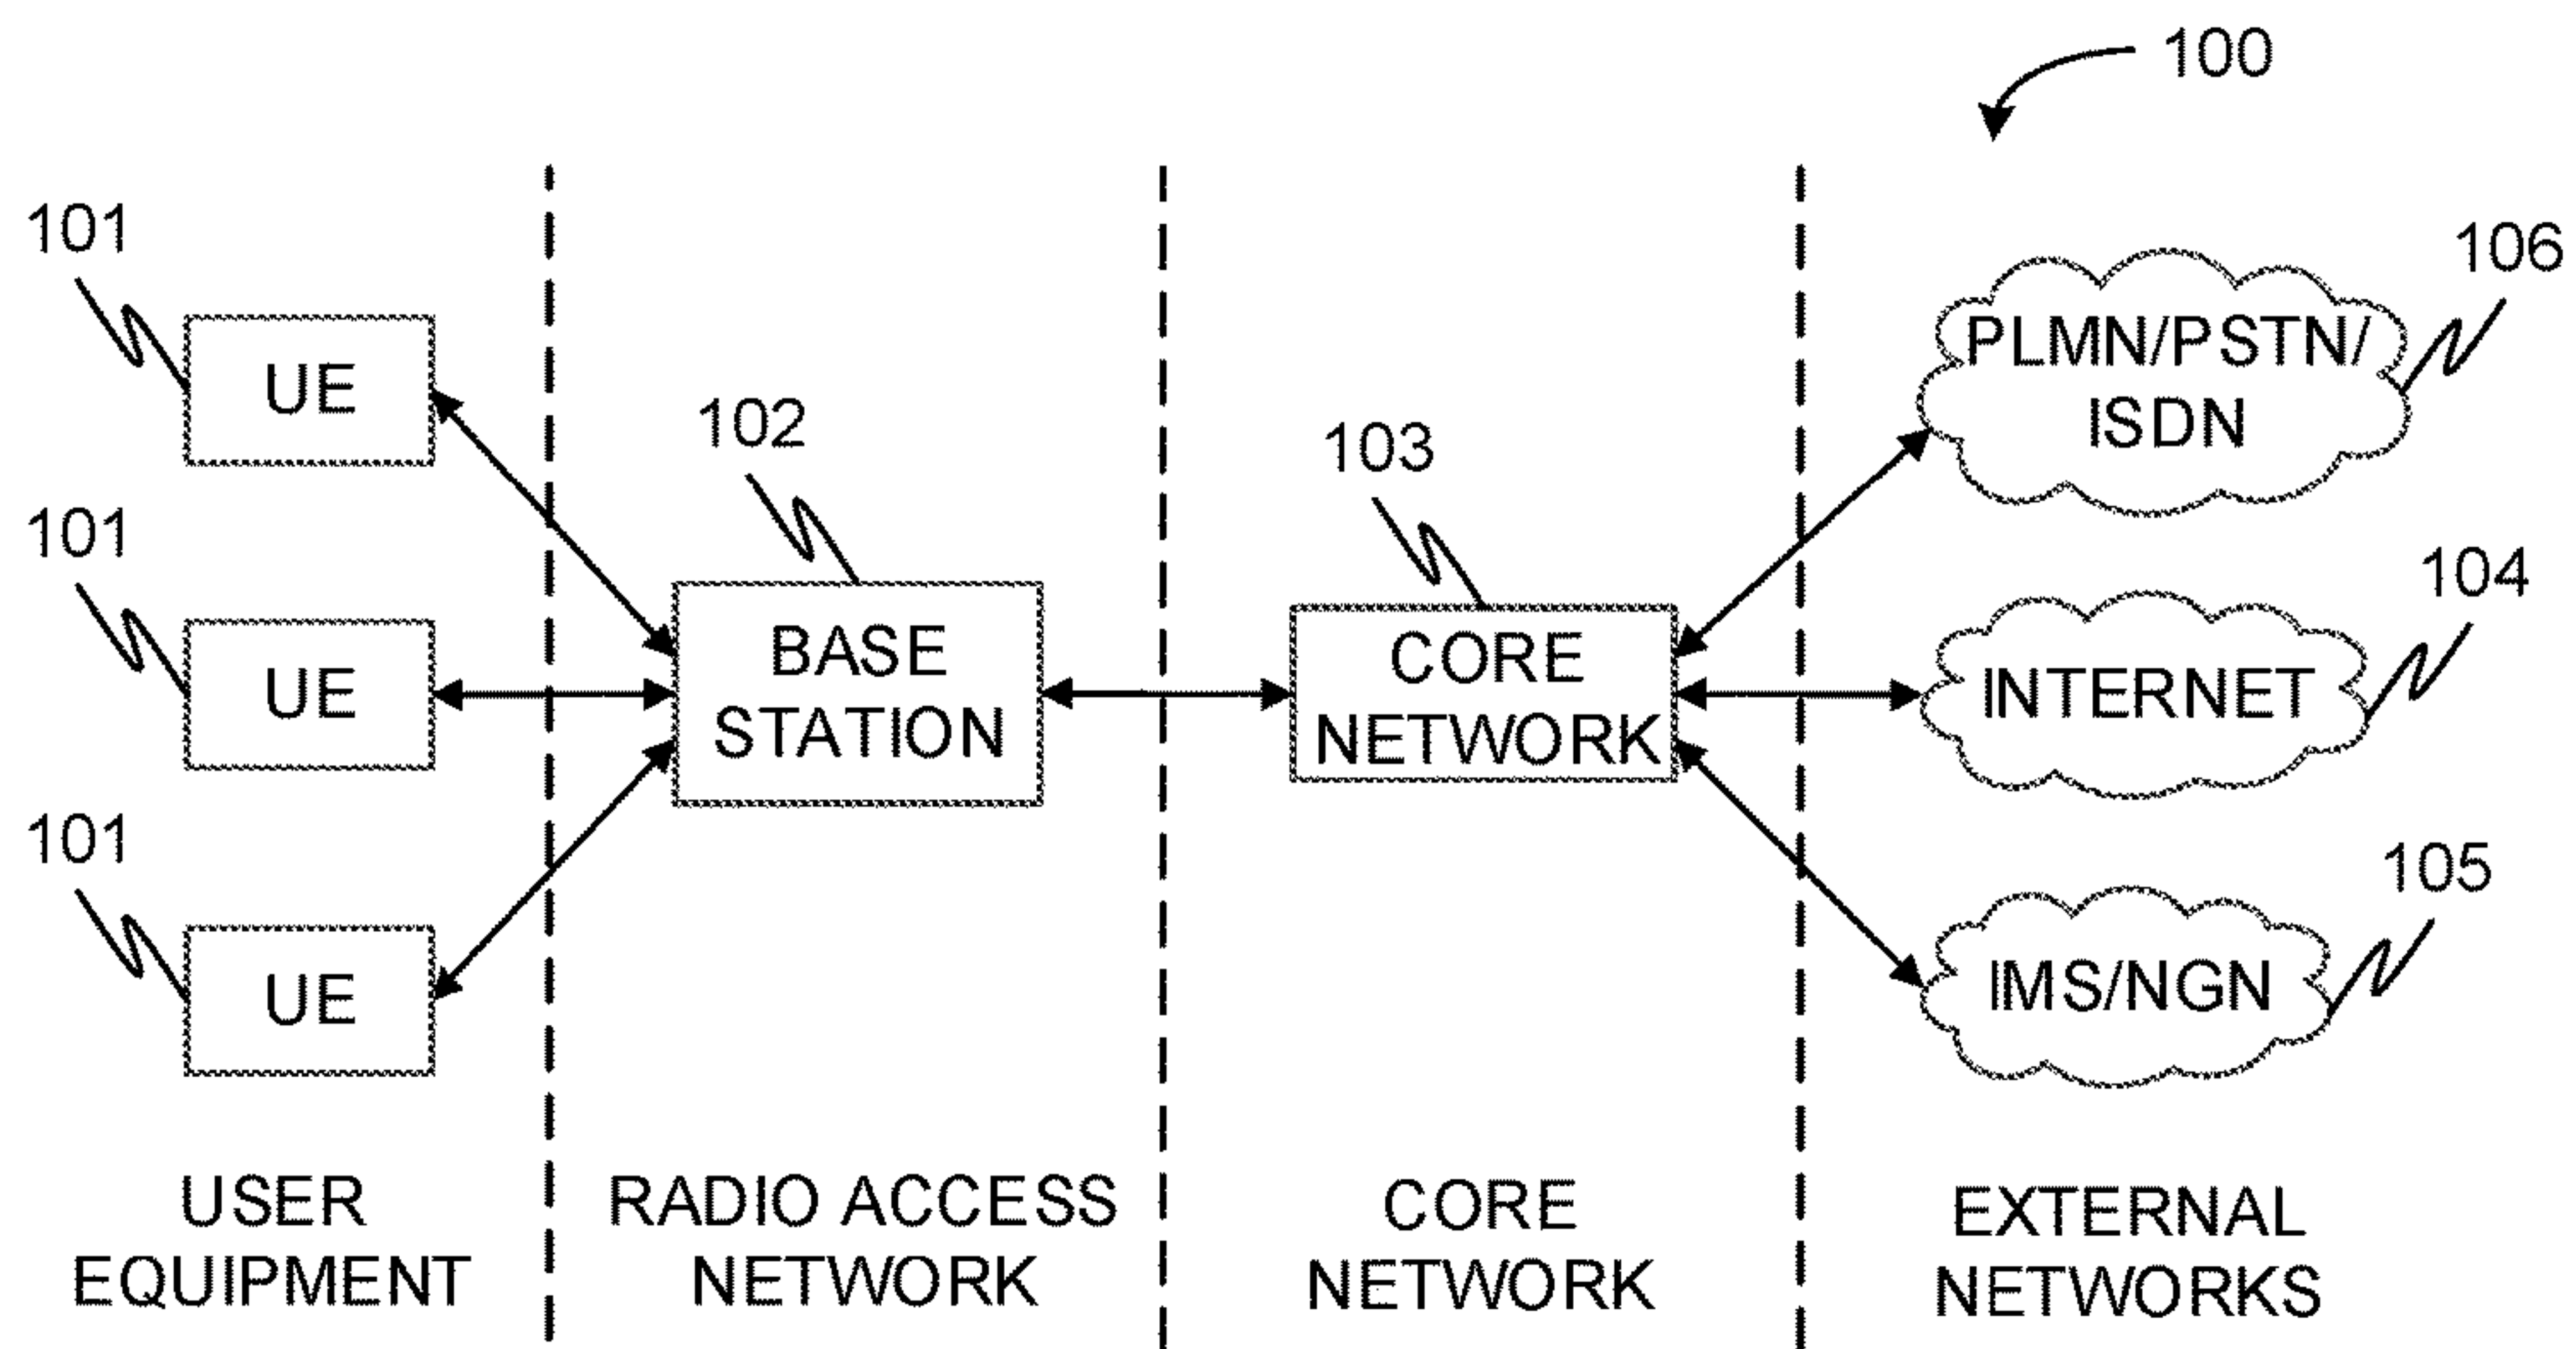 100
101
UE
101
UE
101
UE
102
BASE
STATION
103
CORE
NETWORK
106
PLMN/PSTN/
ISDN
104
INTERNET
105
IMS/NGN
USER
EQUIPMENT
RADIO ACCESS
NETWORK
CORE
NETWORK
EXTERNAL
NETWORKS